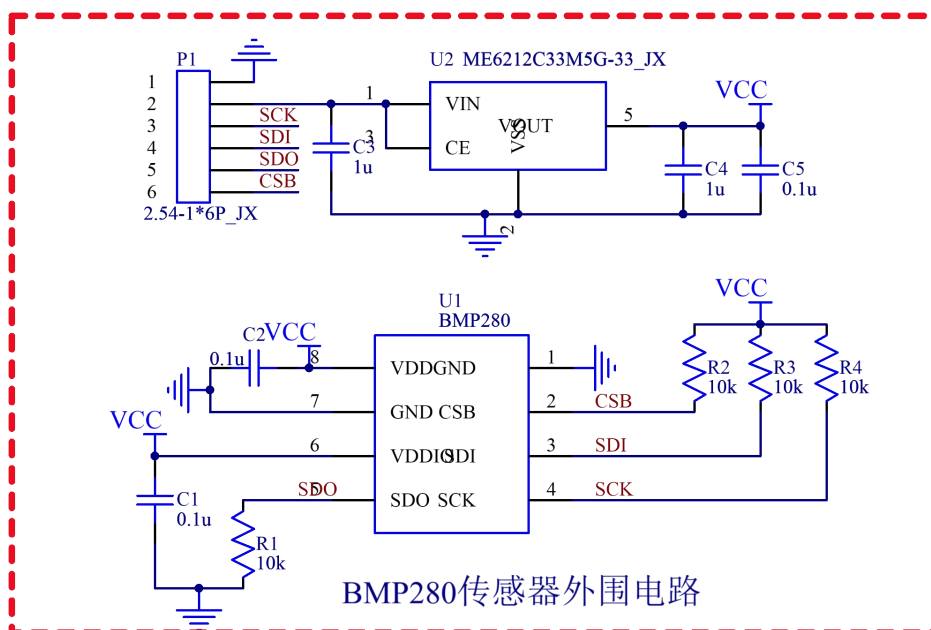 P1
U2 ME6212C33M5G-33_JX
VCC
1
2
3
4
5
6
SCK
SDI
SDO
CSB
2.54-1*6P_JX
C3
1u
1
3
VIN
CE
VOUT
VSS
5
2
C4
1u
C5
0.1u
U1
BMP280
VCC
C2
VCC
0.1u
8
7
6
5
VDD
GND
GND
CSB
VDDIO
SDI
SDO
SCK
1
2
3
4
CSB
SDI
SCK
R2
10k
R3
10k
R4
10k
VCC
SDO
C1
0.1u
R1
10k
BMP280传感器外围电路